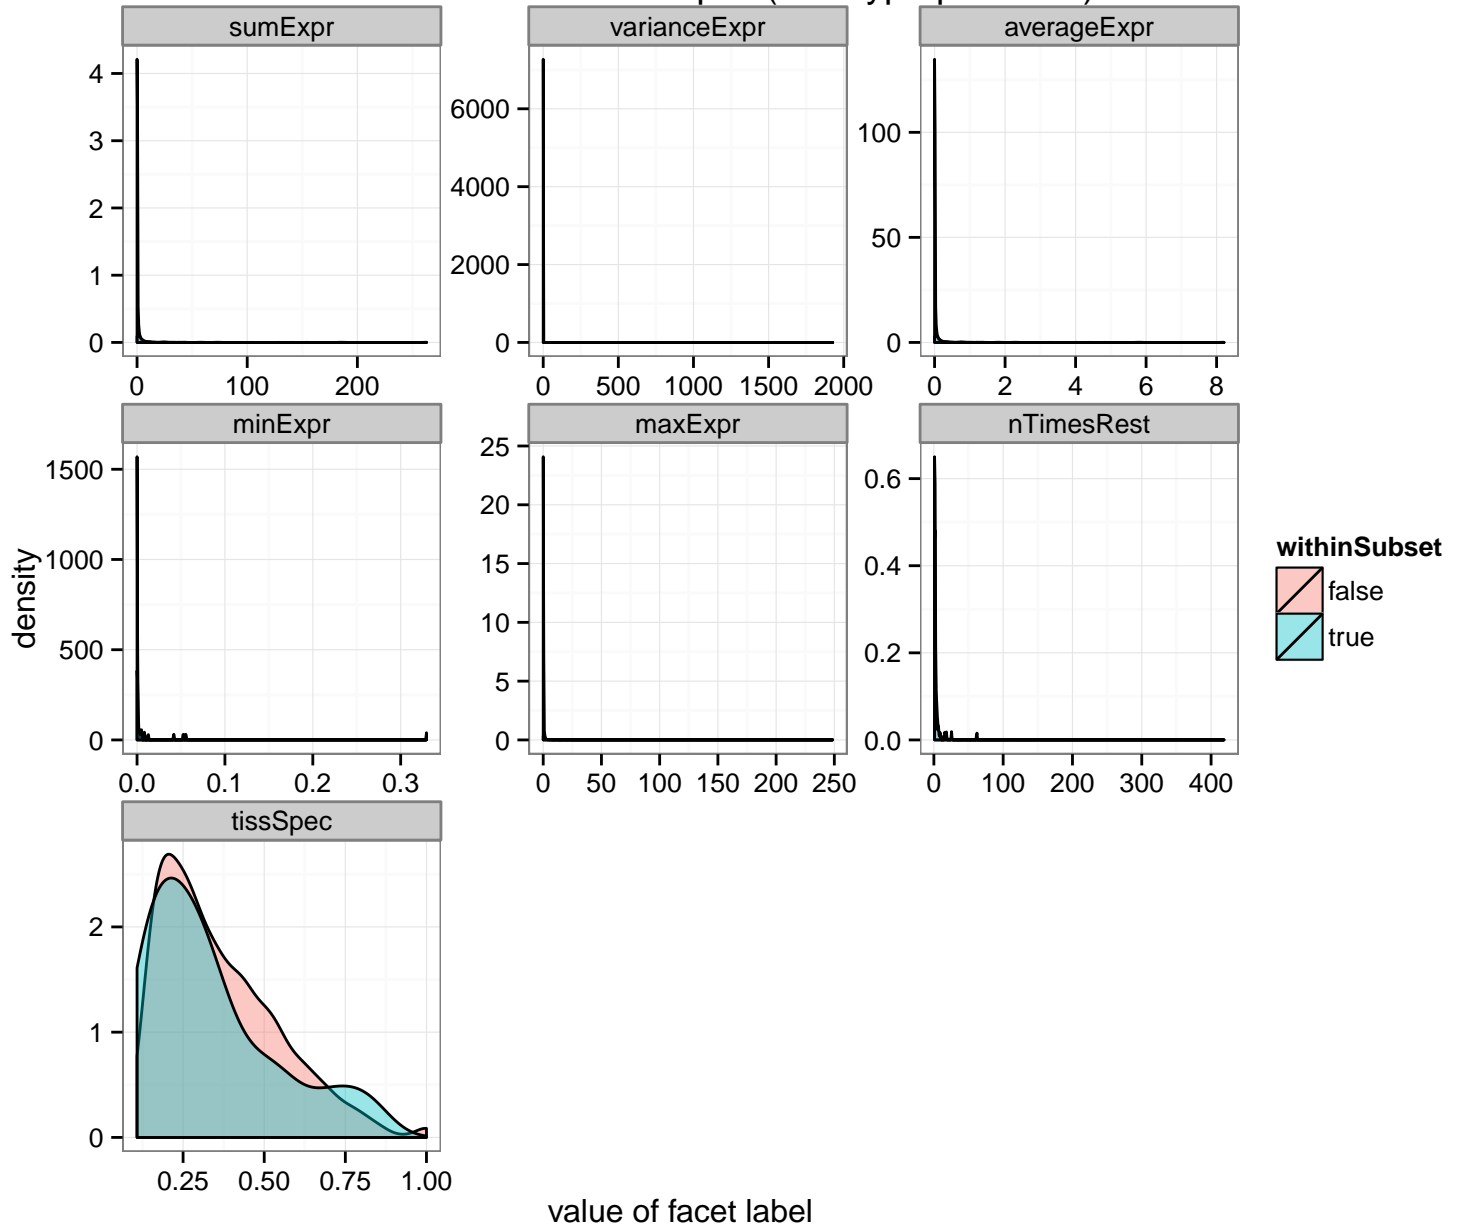 sumExpr varianceExpr averageExpr
4
3
2
1
0
0 100 200
6000
4000
2000
0
0 500 1000 1500 2000
100
50
0
0 2 4 6 8
minExpr maxExpr nTimesRest
1500
1000
500
0
0.0 0.1 0.2 0.3
25
20
15
10
5
0
0 50 100 150 200 250
0.6
0.4
0.2
0.0
0 100 200 300 400
tissSpec
2
1
0
0.25 0.50 0.75 1.00
density
value of facet label
withinSubset
false
true